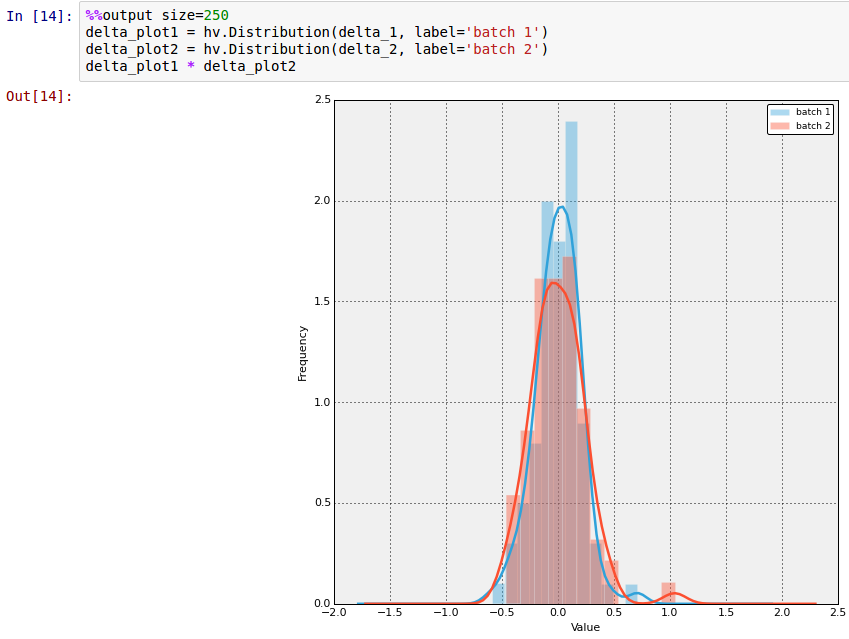 In [14]:
%%output size=250
delta_plot1 = hv.Distribution(delta_1, label='batch 1')
delta_plot2 = hv.Distribution(delta_2, label='batch 2')
delta_plot1 * delta_plot2
Out[14]:
batch 1
batch 2
2.5
2.0
1.5
1.0
0.5
0.0
Frequency
−2.0 −1.5 −1.0 −0.5 0.0 0.5 1.0 1.5 2.0 2.5
Value